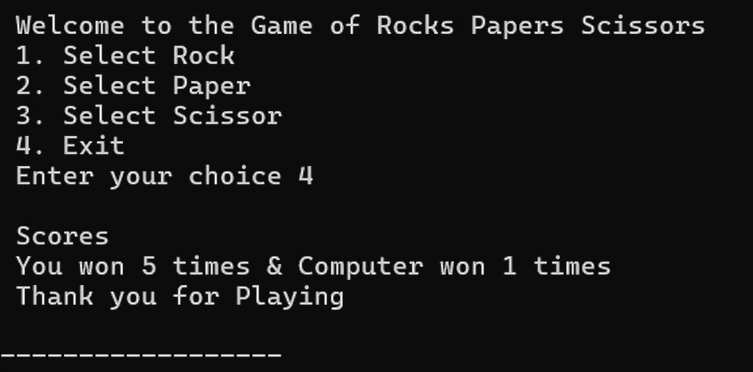 Welcome to the Game of Rocks Papers Scissors
1. Select Rock
2. Select Paper
3. Select Scissor
4. Exit
Enter your choice 4
Scores
You won 5 times & Computer won 1 times
Thank you for Playing
------------------